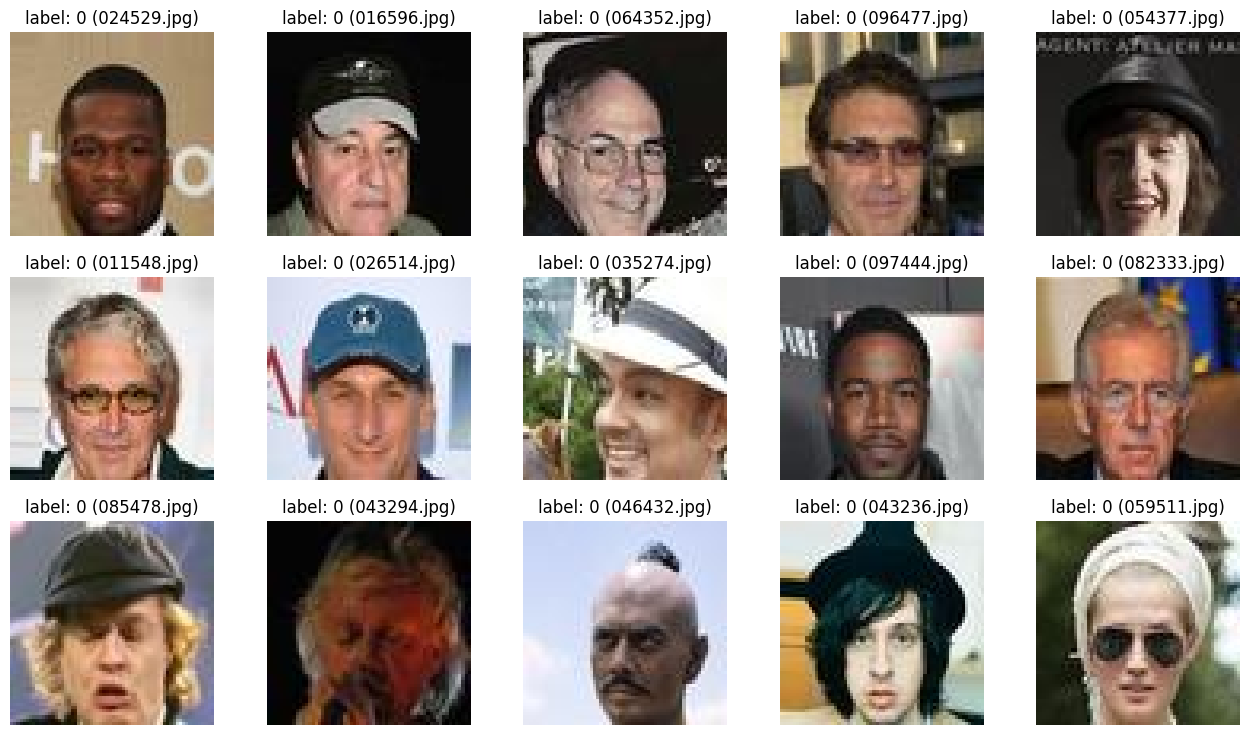 label: 0 (024529.jpg)
label: 0 (016596.jpg)
label: 0 (064352.jpg)
label: 0 (096477.jpg)
label: 0 (054377.jpg)
H
O
AGENT: ATELIER MA
label: 0 (011548.jpg)
label: 0 (026514.jpg)
label: 0 (035274.jpg)
label: 0 (097444.jpg)
label: 0 (082333.jpg)
A
label: 0 (085478.jpg)
label: 0 (043294.jpg)
label: 0 (046432.jpg)
label: 0 (043236.jpg)
label: 0 (059511.jpg)